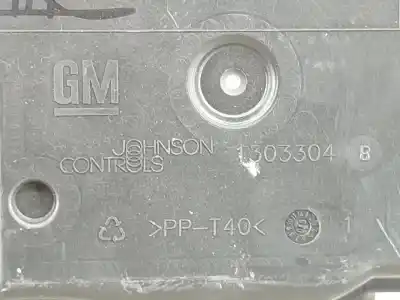 GM
JOHNSON
CONTROLS
1303304 B
>PP-T40< 1